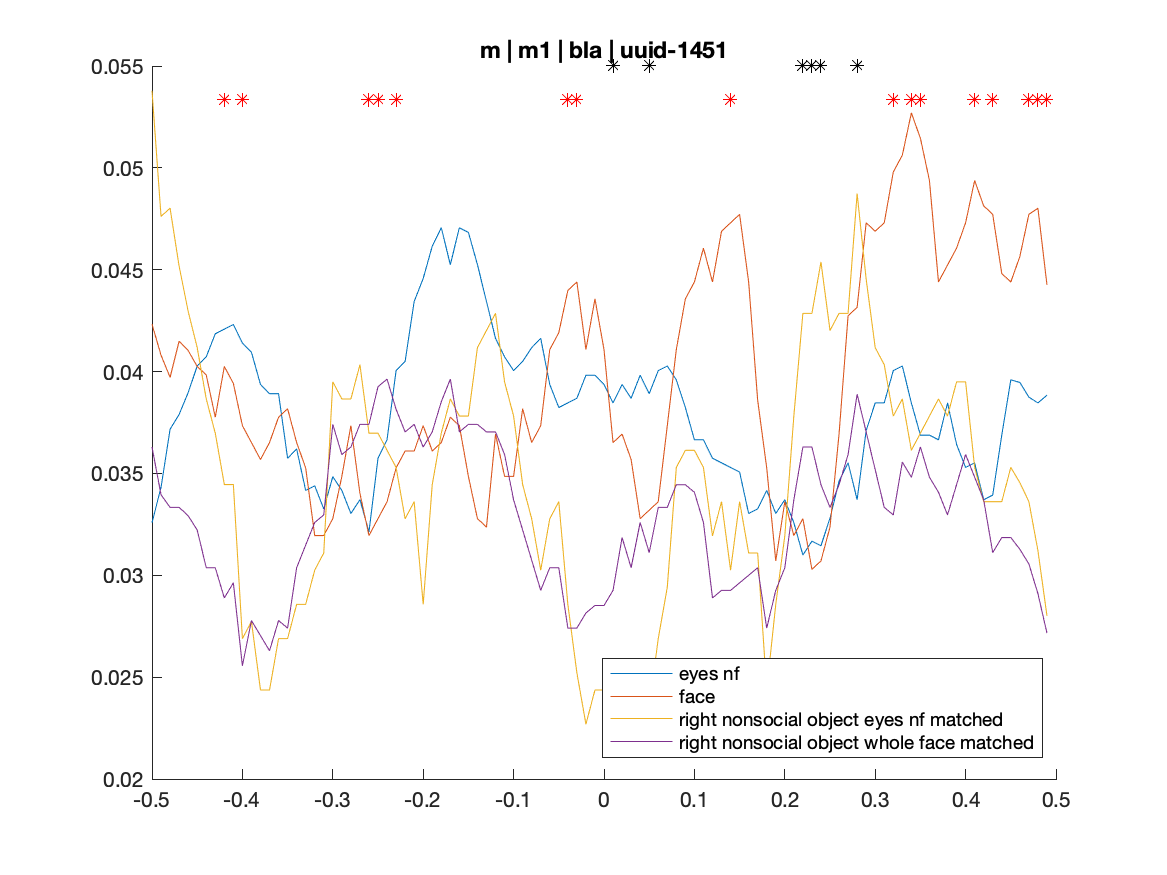 m | m1 | bla | uuid-1451
0.055
0.05
0.045
0.04
0.035
0.03
0.025
0.02
-0.5 -0.4 -0.3 -0.2 -0.1 0 0.1 0.2 0.3 0.4 0.5
eyes nf
face
right nonsocial object eyes nf matched
right nonsocial object whole face matched